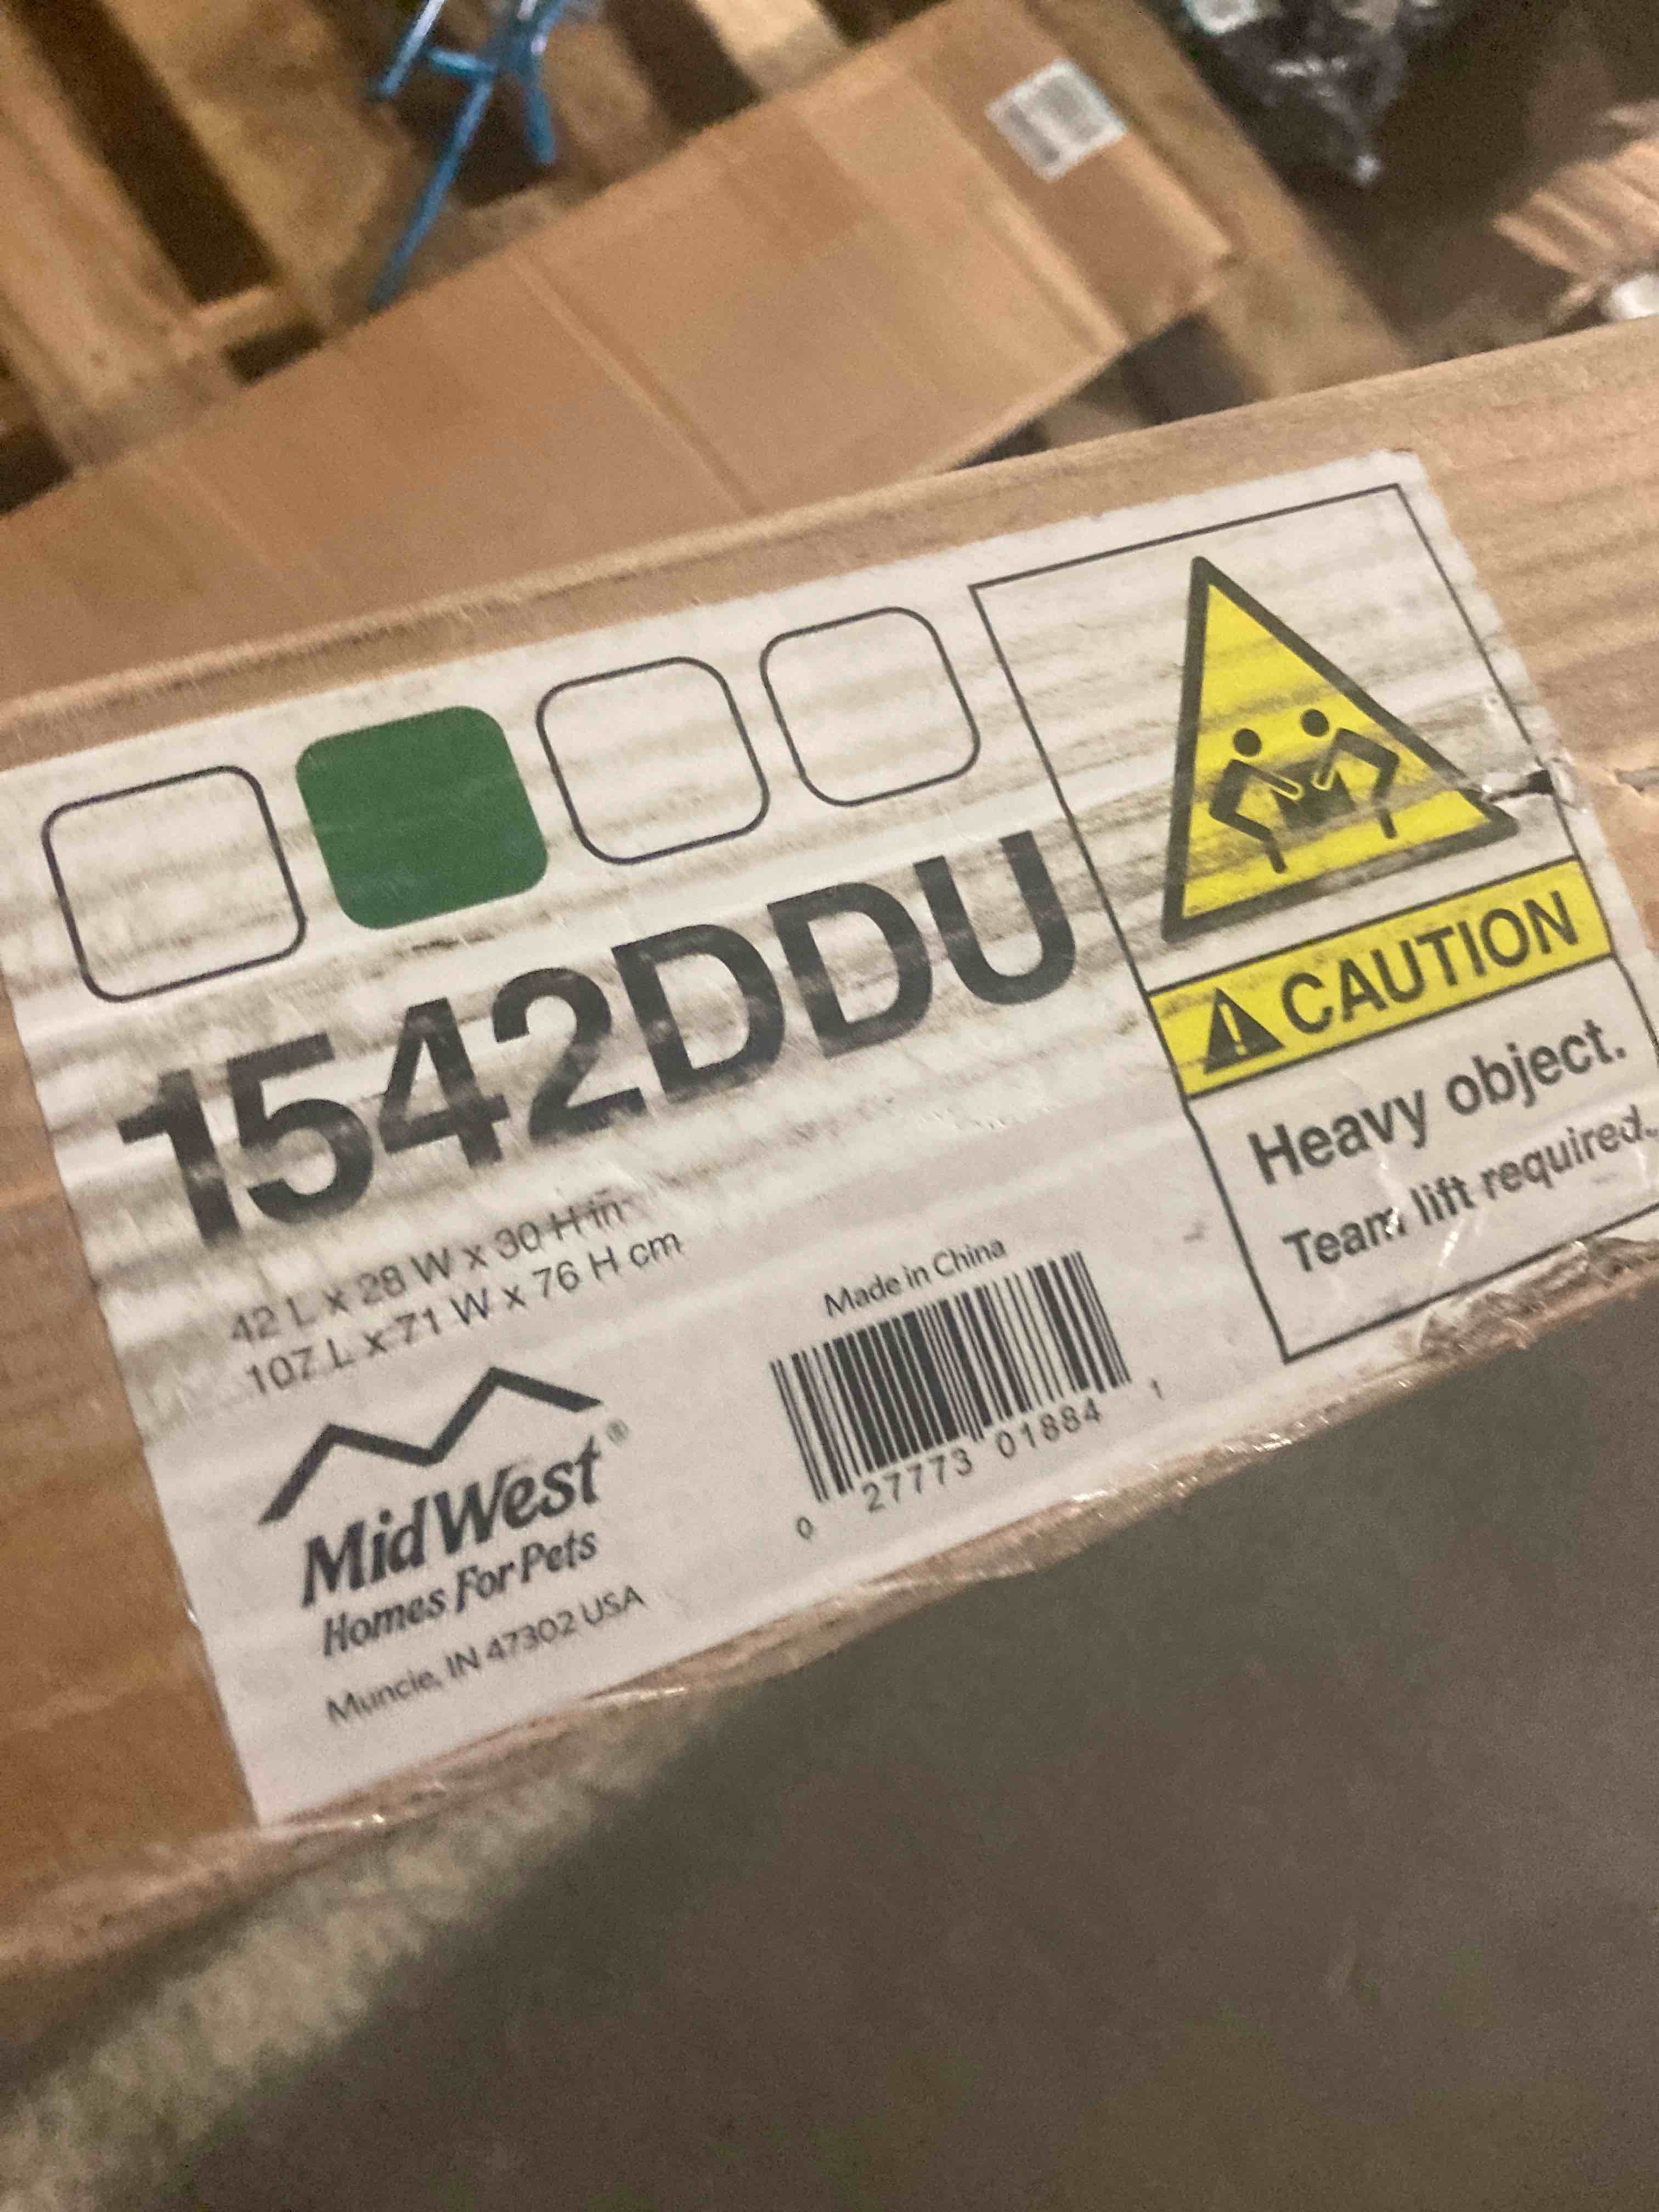 1542DDU
42 L x 28 W x 30 H in
107 L x 71 W x 76 H cm
MidWest®
Homes For Pets
Muncie, IN 47302 USA
Made in China
0 27773 01884 1
CAUTION
Heavy object.
Team lift required.